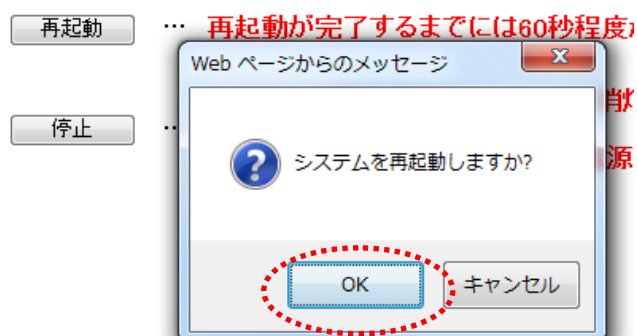 再起動 … 再起動が完了するまでには60秒程度
Web ページからのメッセージ
消
停止 ..
システムを再起動しますか?
源
OK キャンセル